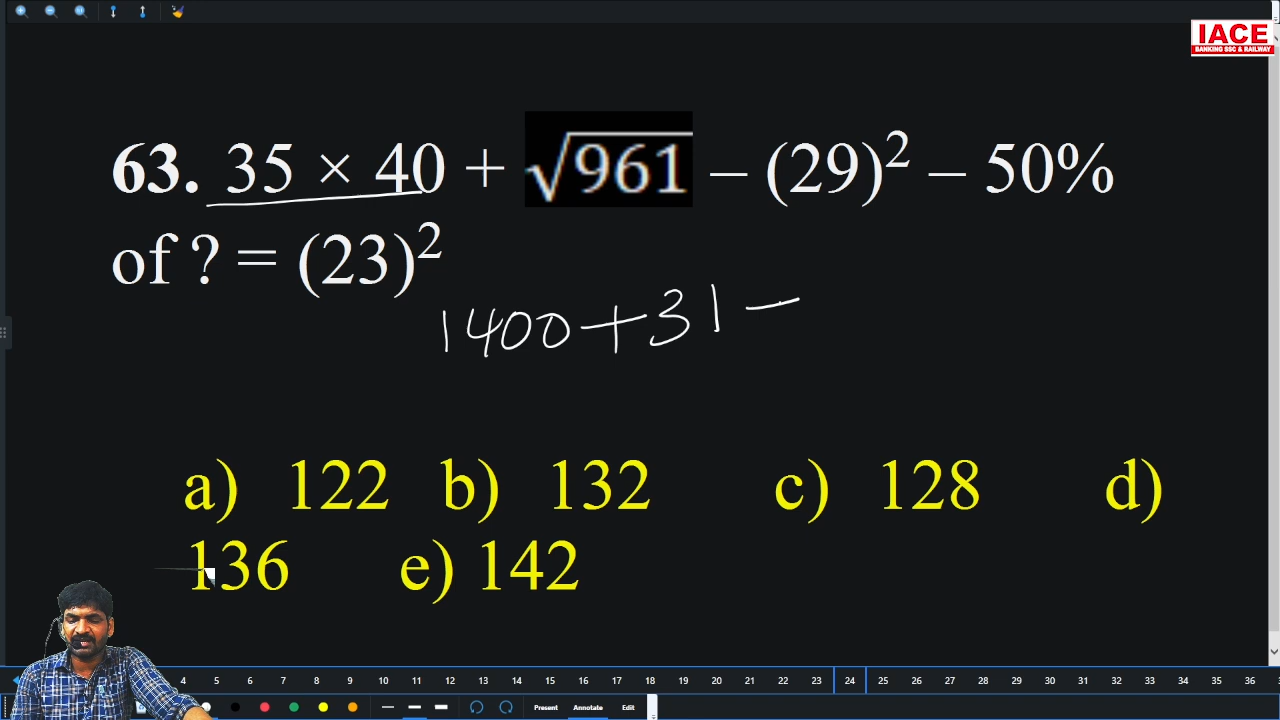 IACE
BANKING SSC & RAILWAY
63. 35 × 40 + √961 – (29)² – 50%
of ? = (23)²
1400+31–
a) 122 b) 132 c) 128 d)
136 e) 142
4 5 6 7 8 9 10 11 12 13 14 15 16 17 18 19 20 21 22 23 24 25 26 27 28 29 30 31 32 33 34 35 36
Present Annotate Edit